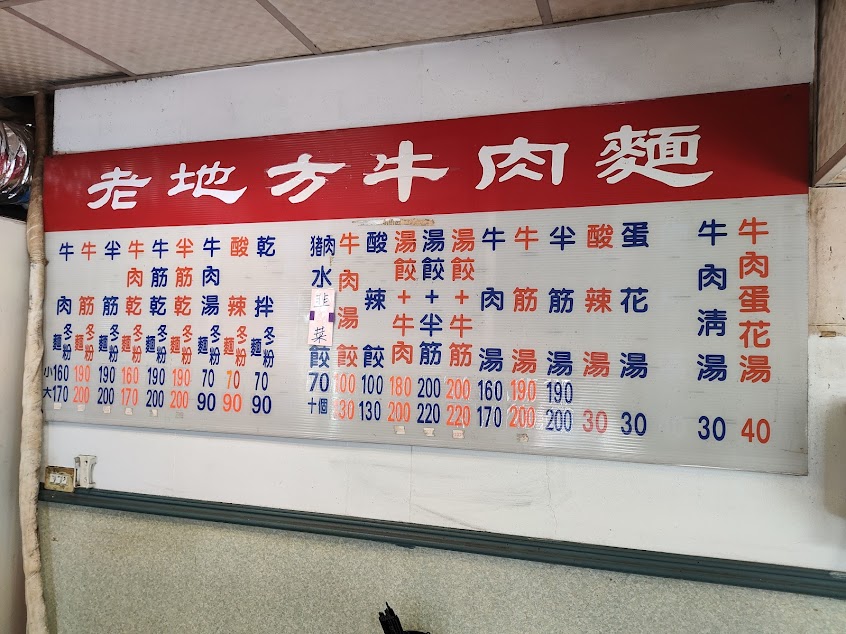 老地方牛肉麵
牛肉麵冬粉 小160 大170
牛筋麵冬粉 190 200
半筋麵冬粉 190 200
牛肉乾麵冬粉 160 170
牛筋乾麵冬粉 190 200
半筋乾麵冬粉 190 200
牛肉湯麵冬粉 70 90
酸辣麵冬粉 70 90
乾拌麵冬粉 70 90
豬肉水韭菜餃 70 十個
牛肉湯餃 100 130
酸辣餃 100 130
湯餃+牛肉 180 200
湯餃+半筋 200 220
湯餃+牛筋 200 220
牛肉湯 160 170
牛筋湯 190 200
半筋湯 190 200
酸辣湯 30
蛋花湯 30
牛肉清湯 30
牛肉蛋花湯 40